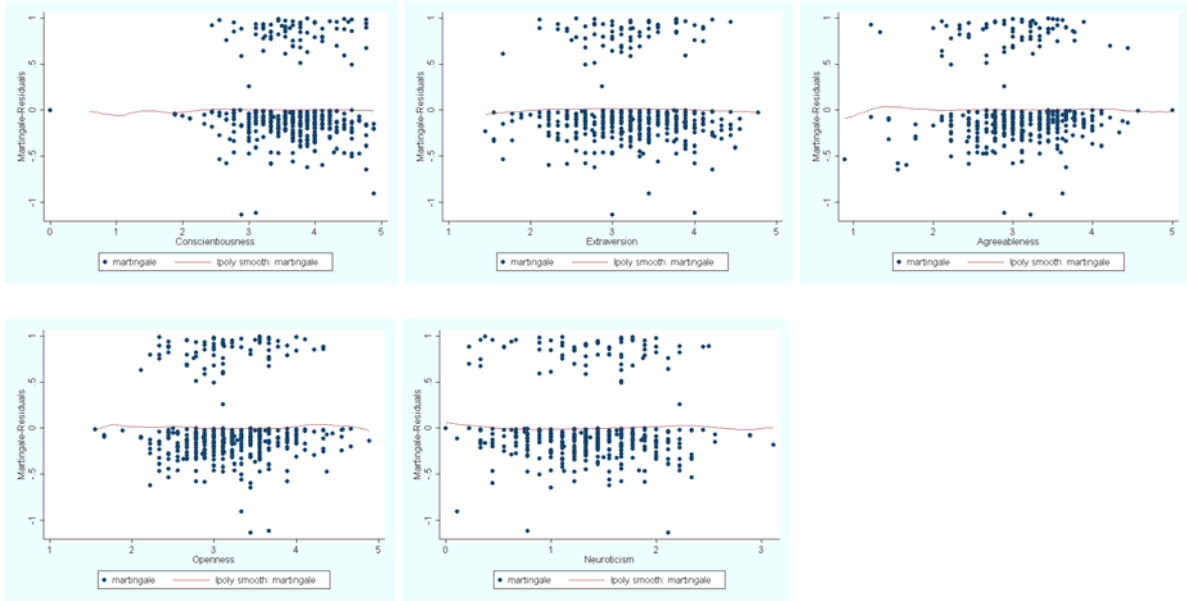 Martingale-Residuals
1
.5
0
-.5
-1
0 1 2 3 4 5
Conscientiousness
martingale lpoly smooth: martingale
Martingale-Residuals
1
.5
0
-.5
-1
1 2 3 4 5
Extraversion
martingale lpoly smooth: martingale
Martingale-Residuals
1
.5
0
-.5
-1
1 2 3 4 5
Agreeableness
martingale lpoly smooth: martingale
Martingale-Residuals
1
.5
0
-.5
-1
1 2 3 4 5
Openness
martingale lpoly smooth: martingale
Martingale-Residuals
1
.5
0
-.5
-1
0 1 2 3
Neuroticism
martingale lpoly smooth: martingale